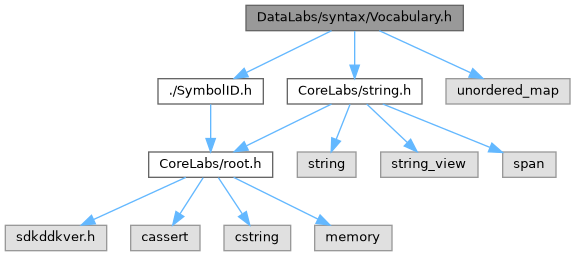 DataLabs/syntax/Vocabulary.h
./SymbolID.h
CoreLabs/string.h
unordered_map
CoreLabs/root.h
string
string_view
span
sdkddkver.h
cassert
cstring
memory